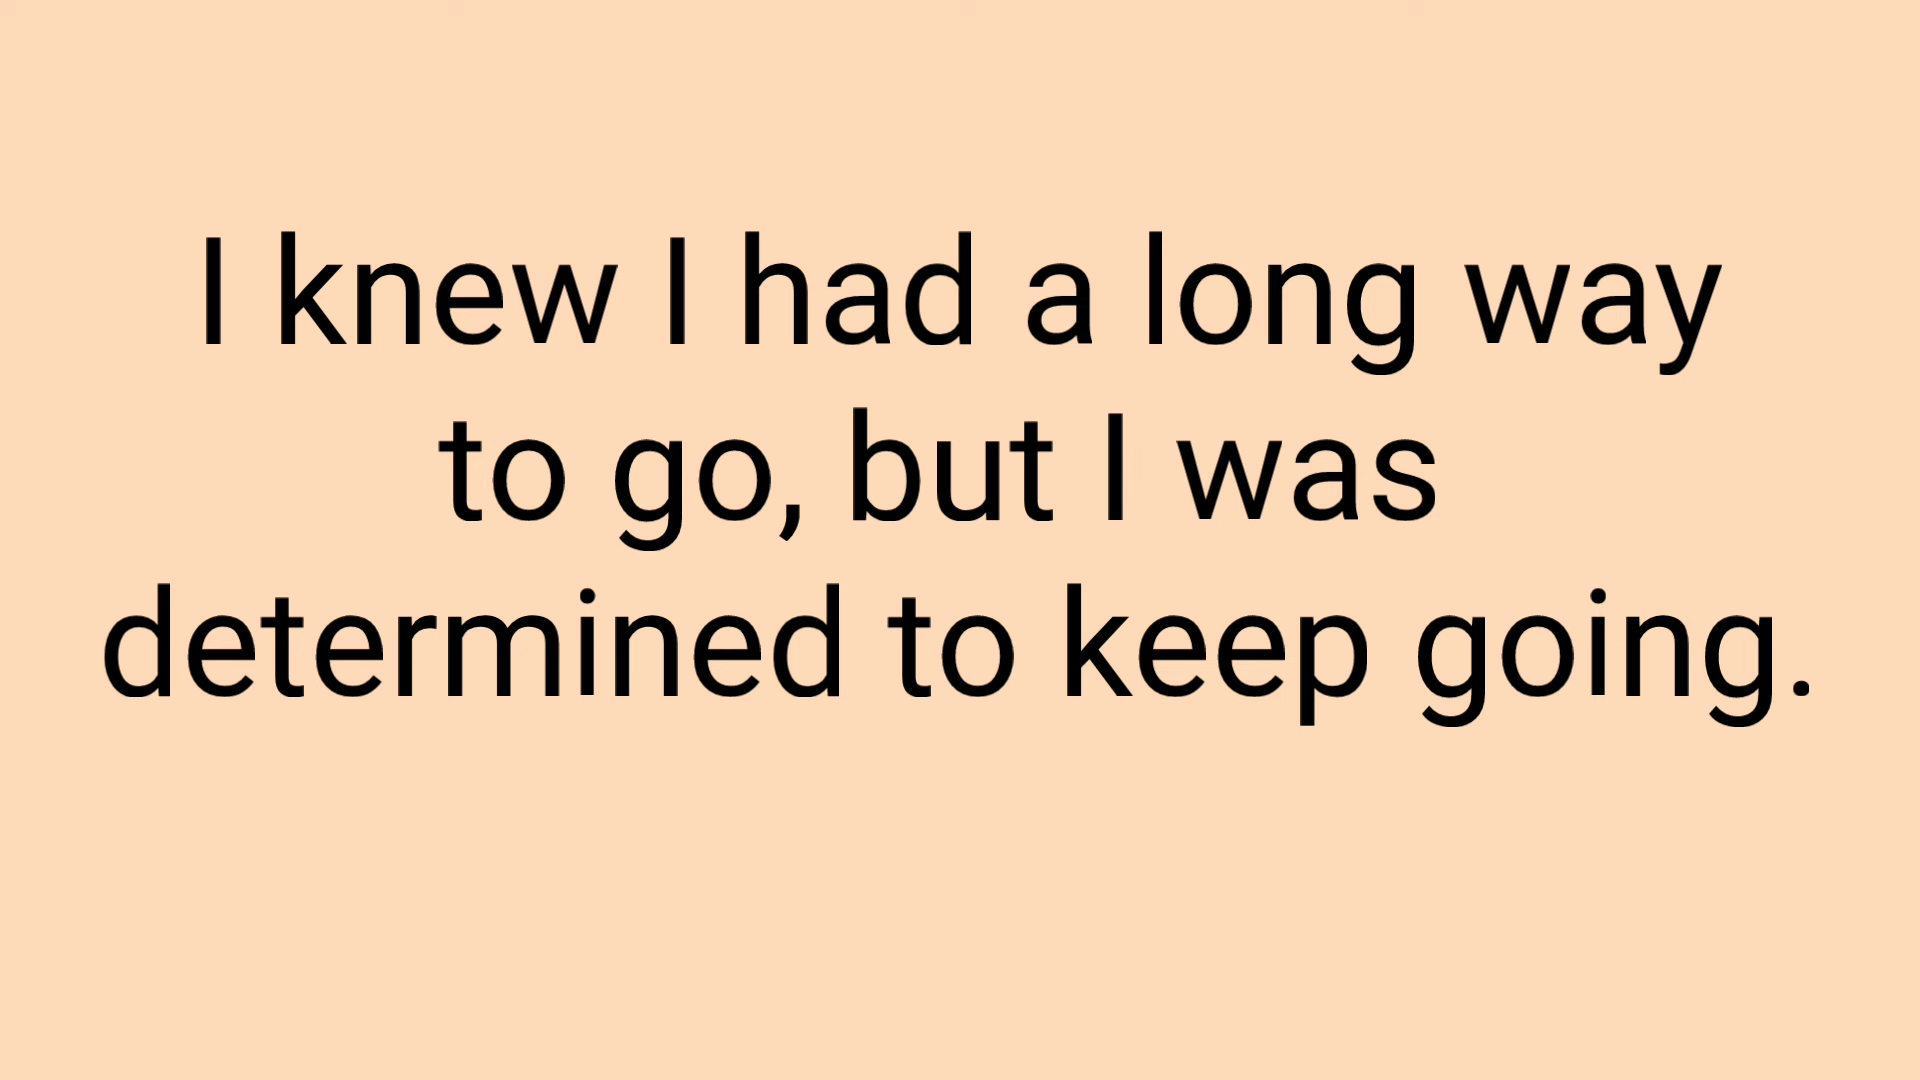 I knew I had a long way
to go, but I was
determined to keep going.